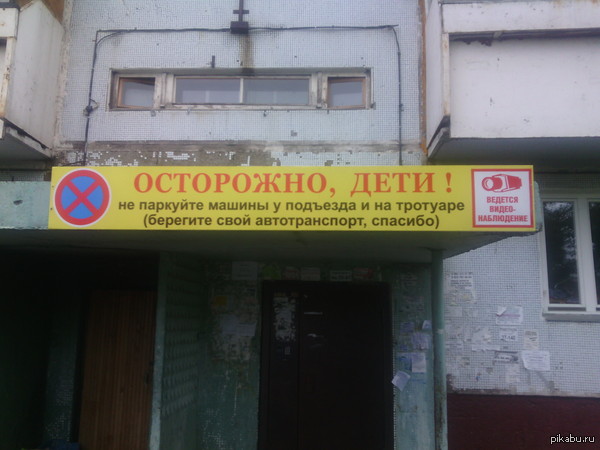 ОСТОРОЖНО, ДЕТИ !
не паркуйте машины у подъезда и на тротуаре
(берегите свой автотранспорт, спасибо)
ВЕДЕТСЯ
ВИДЕО-
НАБЛЮДЕНИЕ
pikabu.ru